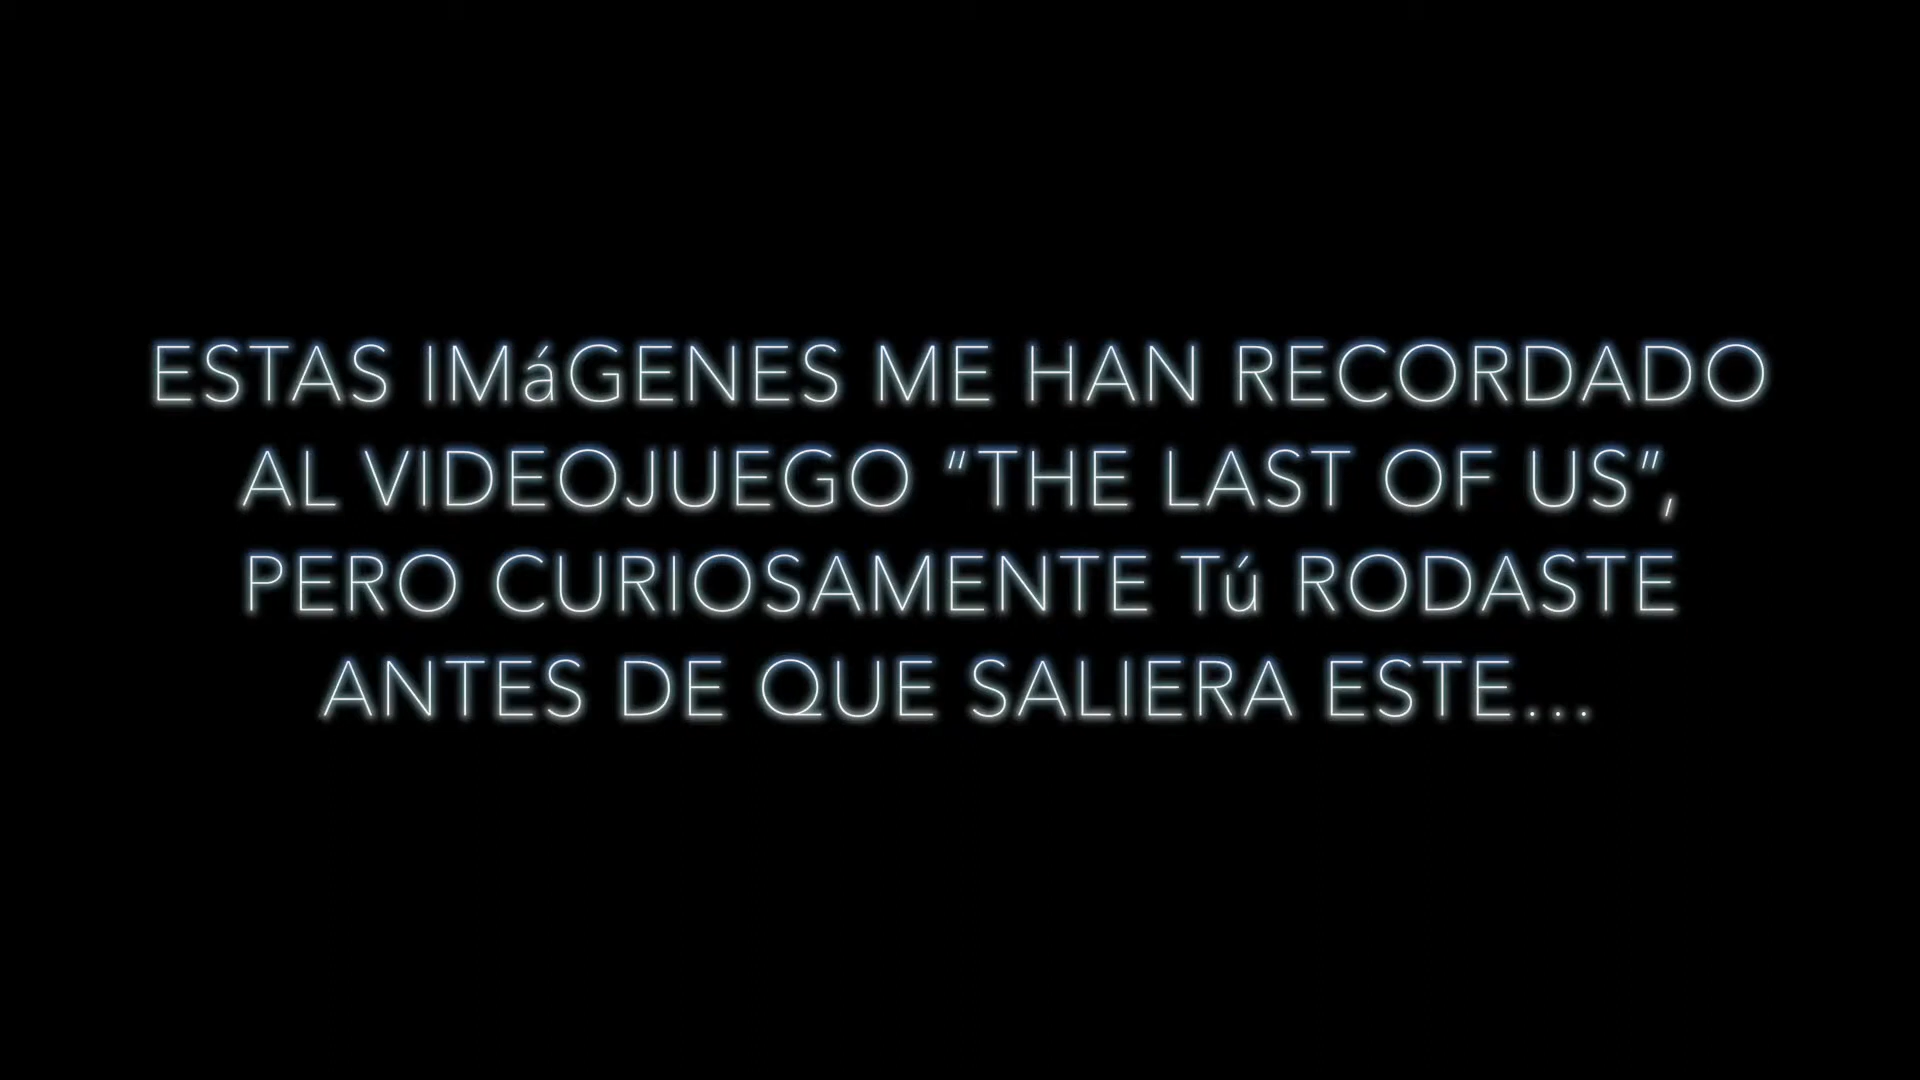 ESTAS IMáGENES ME HAN RECORDADO
AL VIDEOJUEGO “THE LAST OF US”,
PERO CURIOSAMENTE Tú RODASTE
ANTES DE QUE SALIERA ESTE...